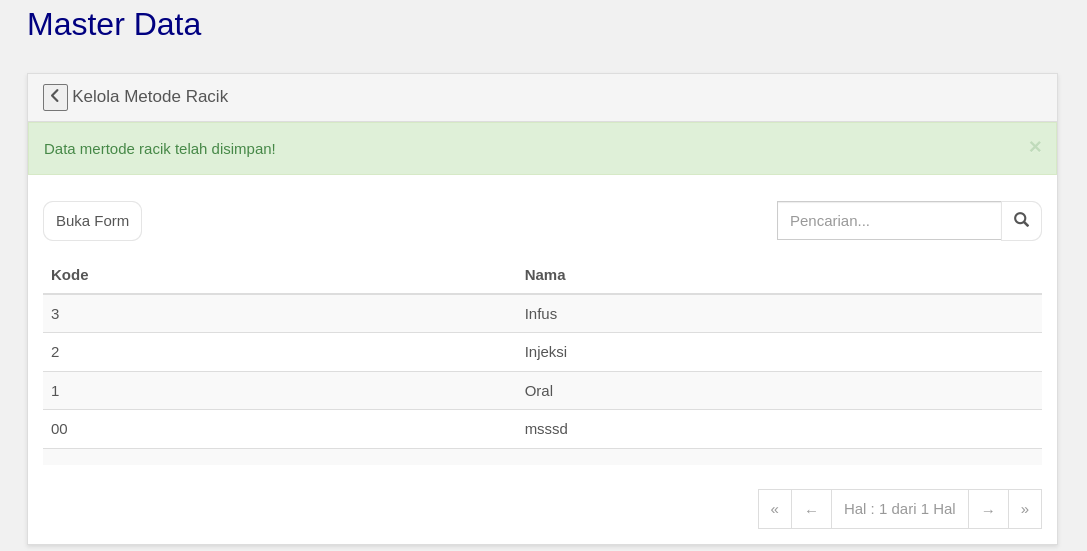 Master Data
Kelola Metode Racik
Data mertode racik telah disimpan!
×
Buka Form
Pencarian...
Kode Nama
3 Infus
2 Injeksi
1 Oral
00 msssd
« ← Hal : 1 dari 1 Hal → »